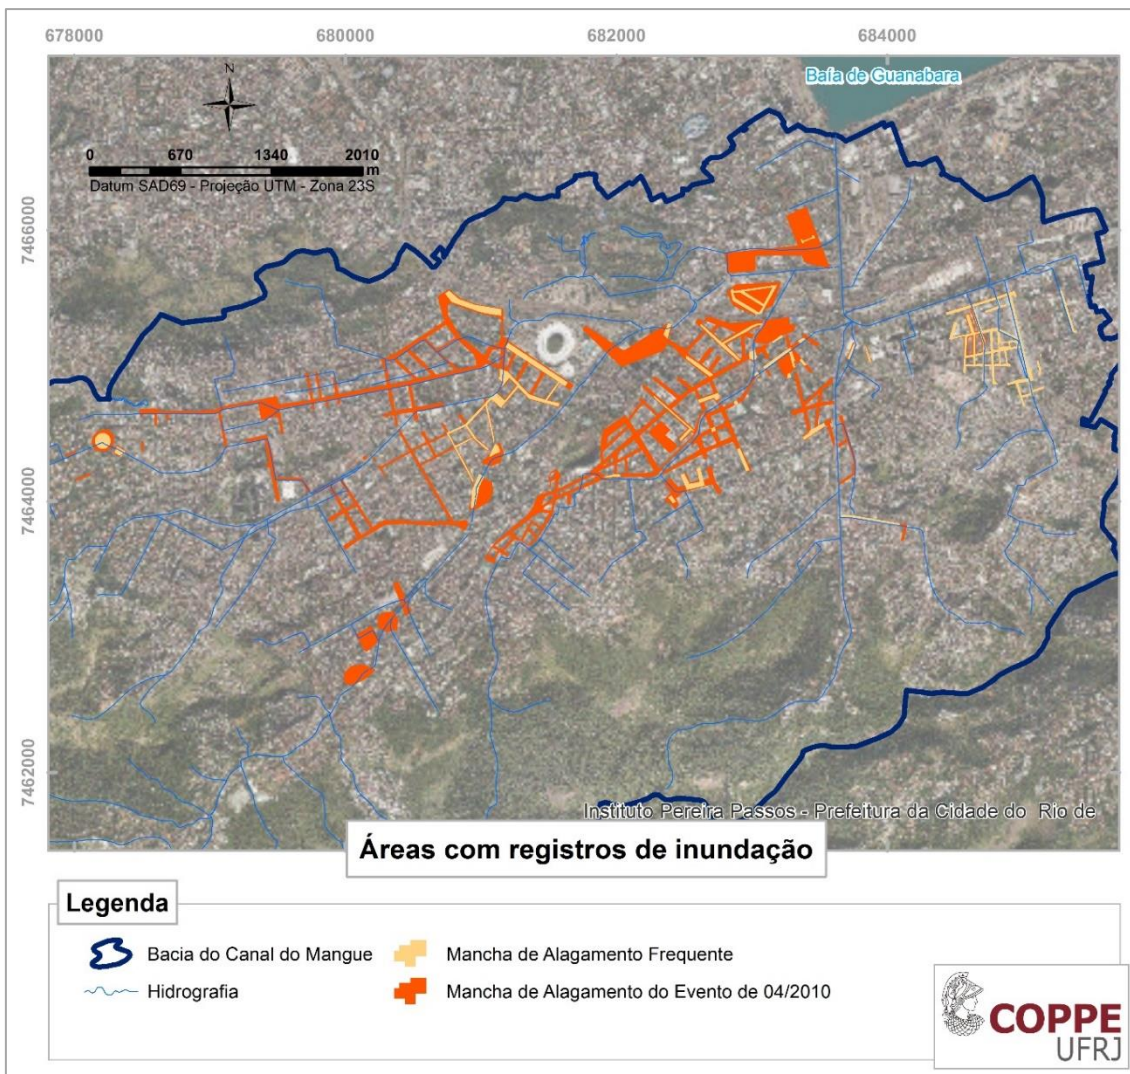 678000 680000 682000 684000
Baía de Guanabara
N
0 670 1340 2010
m
Datum SAD69 - Projeção UTM - Zona 23S
7466000
7464000
7462000
Instituto Pereira Passos - Prefeitura da Cidade do Rio de
Áreas com registros de inundação
Legenda
Bacia do Canal do Mangue
Hidrografia
Mancha de Alagamento Frequente
Mancha de Alagamento do Evento de 04/2010
COPPE
UFRJ